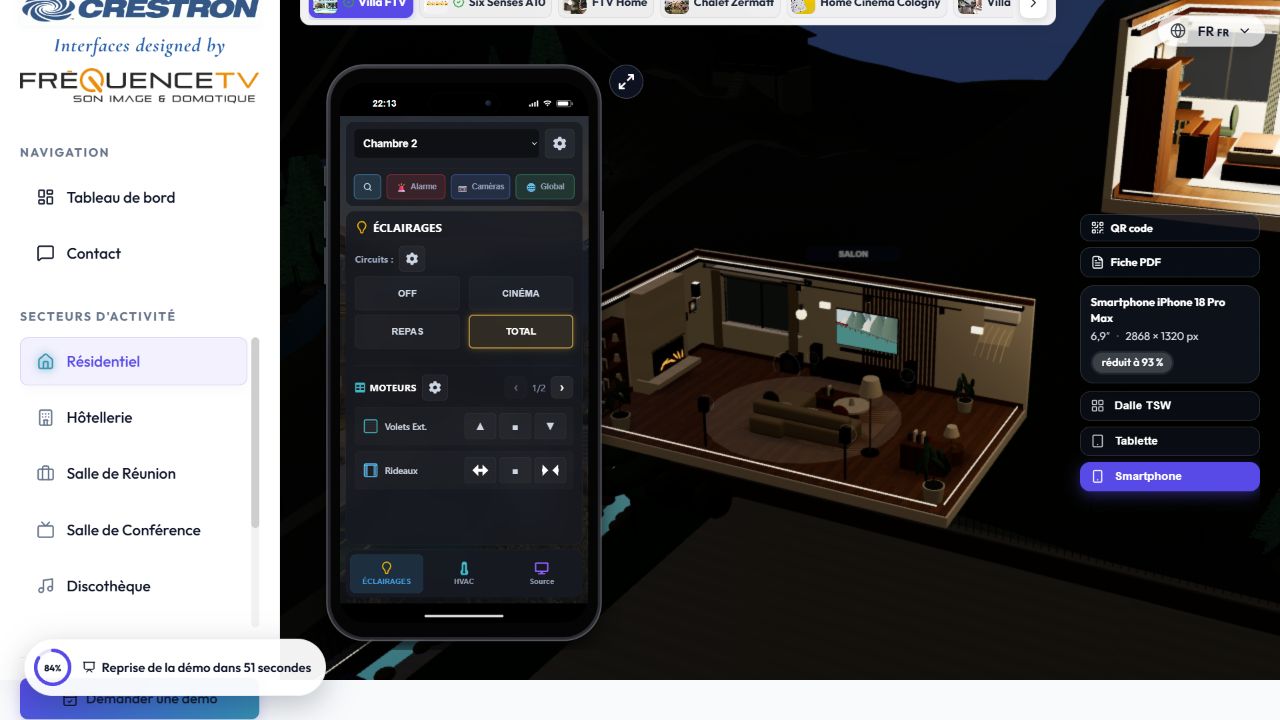 CRESTRON
Interfaces designed by
FRÉQUENCETV
SON IMAGE & DOMOTIQUE
NAVIGATION
Tableau de bord
Contact
SECTEURS D'ACTIVITÉ
Résidentiel
Hôtellerie
Salle de Réunion
Salle de Conférence
Discothèque
84%
Reprise de la démo dans 51 secondes
Demander une démo
Villa FTV
Six Senses A10
FTV Home
Chalet Zermatt
Home Cinema Cologny
Villa
FR FR
22:13
Chambre 2
Alarme
Caméras
Global
ÉCLAIRAGES
Circuits :
OFF
CINÉMA
REPAS
TOTAL
MOTEURS
1/2
Volets Ext.
Rideaux
ÉCLAIRAGES
HVAC
Source
SALON
QR code
Fiche PDF
Smartphone iPhone 18 Pro
Max
6,9" · 2868 × 1320 px
réduit à 93 %
Dalle TSW
Tablette
Smartphone